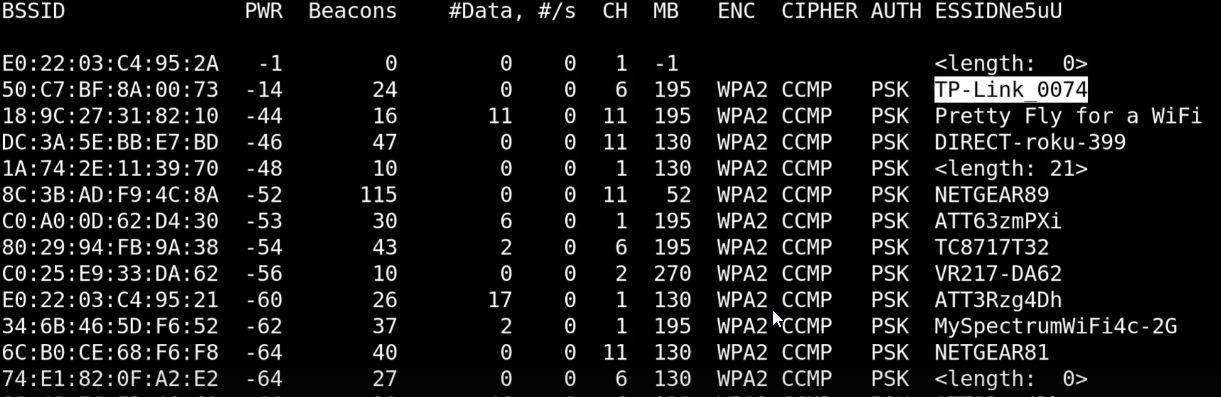 BSSID PWR Beacons #Data, #/s CH MB ENC CIPHER AUTH ESSIDNe5uU
E0:22:03:C4:95:2A -1 0 0 0 1 -1 <length: 0>
50:C7:BF:8A:00:73 -14 24 0 0 6 195 WPA2 CCMP PSK TP-Link_0074
18:9C:27:31:82:10 -44 16 11 0 11 195 WPA2 CCMP PSK Pretty Fly for a WiFi
DC:3A:5E:BB:E7:BD -46 47 0 0 11 130 WPA2 CCMP PSK DIRECT-roku-399
1A:74:2E:11:39:70 -48 10 0 0 1 130 WPA2 CCMP PSK <length: 21>
8C:3B:AD:F9:4C:8A -52 115 0 0 11 52 WPA2 CCMP PSK NETGEAR89
C0:A0:0D:62:D4:30 -53 30 6 0 1 195 WPA2 CCMP PSK ATT63zmPXi
80:29:94:FB:9A:38 -54 43 2 0 6 195 WPA2 CCMP PSK TC8717T32
C0:25:E9:33:DA:62 -56 10 0 0 2 270 WPA2 CCMP PSK VR217-DA62
E0:22:03:C4:95:21 -60 26 17 0 1 130 WPA2 CCMP PSK ATT3Rzg4Dh
34:6B:46:5D:F6:52 -62 37 2 0 1 195 WPA2 CCMP PSK MySpectrumWiFi4c-2G
6C:B0:CE:68:F6:F8 -64 40 0 0 11 130 WPA2 CCMP PSK NETGEAR81
74:E1:82:0F:A2:E2 -64 27 0 0 6 130 WPA2 CCMP PSK <length: 0>